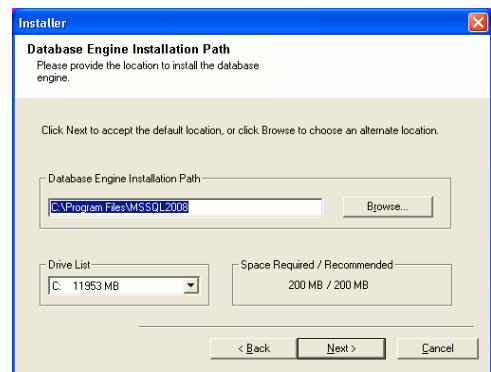 Installer
Database Engine Installation Path
Please provide the location to install the database
engine.
Click Next to accept the default location, or click Browse to choose an alternate location.
Database Engine Installation Path
C:\Program Files\MSSQL2008
Browse...
Drive List
C: 11953 MB
Space Required / Recommended
200 MB / 200 MB
< Back
Next >
Cancel